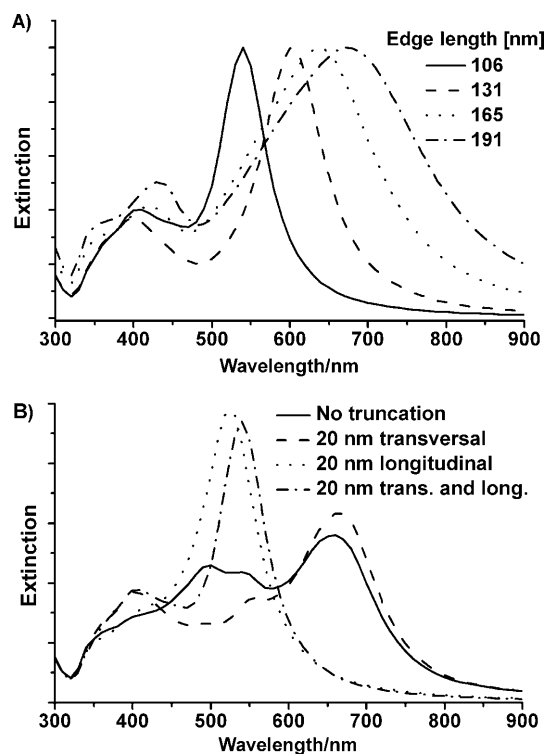 A)
Edge length [nm]
106
131
165
191
Extinction
300 400 500 600 700 800 900
Wavelength/nm
B)
No truncation
20 nm transversal
20 nm longitudinal
20 nm trans. and long.
Extinction
300 400 500 600 700 800 900
Wavelength/nm